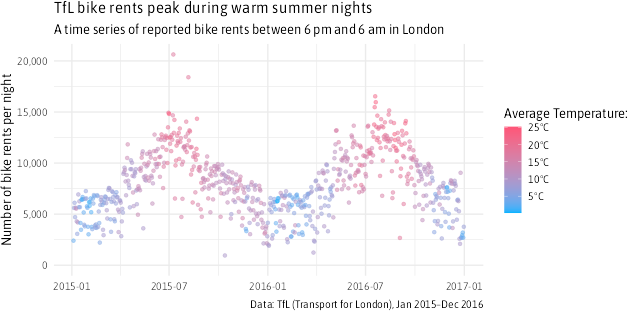 TfL bike rents peak during warm summer nights
A time series of reported bike rents between 6 pm and 6 am in London
Number of bike rents per night
20,000
15,000
10,000
5,000
0
2015-01
2015-07
2016-01
2016-07
2017-01
Average Temperature:
25°C
20°C
15°C
10°C
5°C
Data: TfL (Transport for London), Jan 2015–Dec 2016